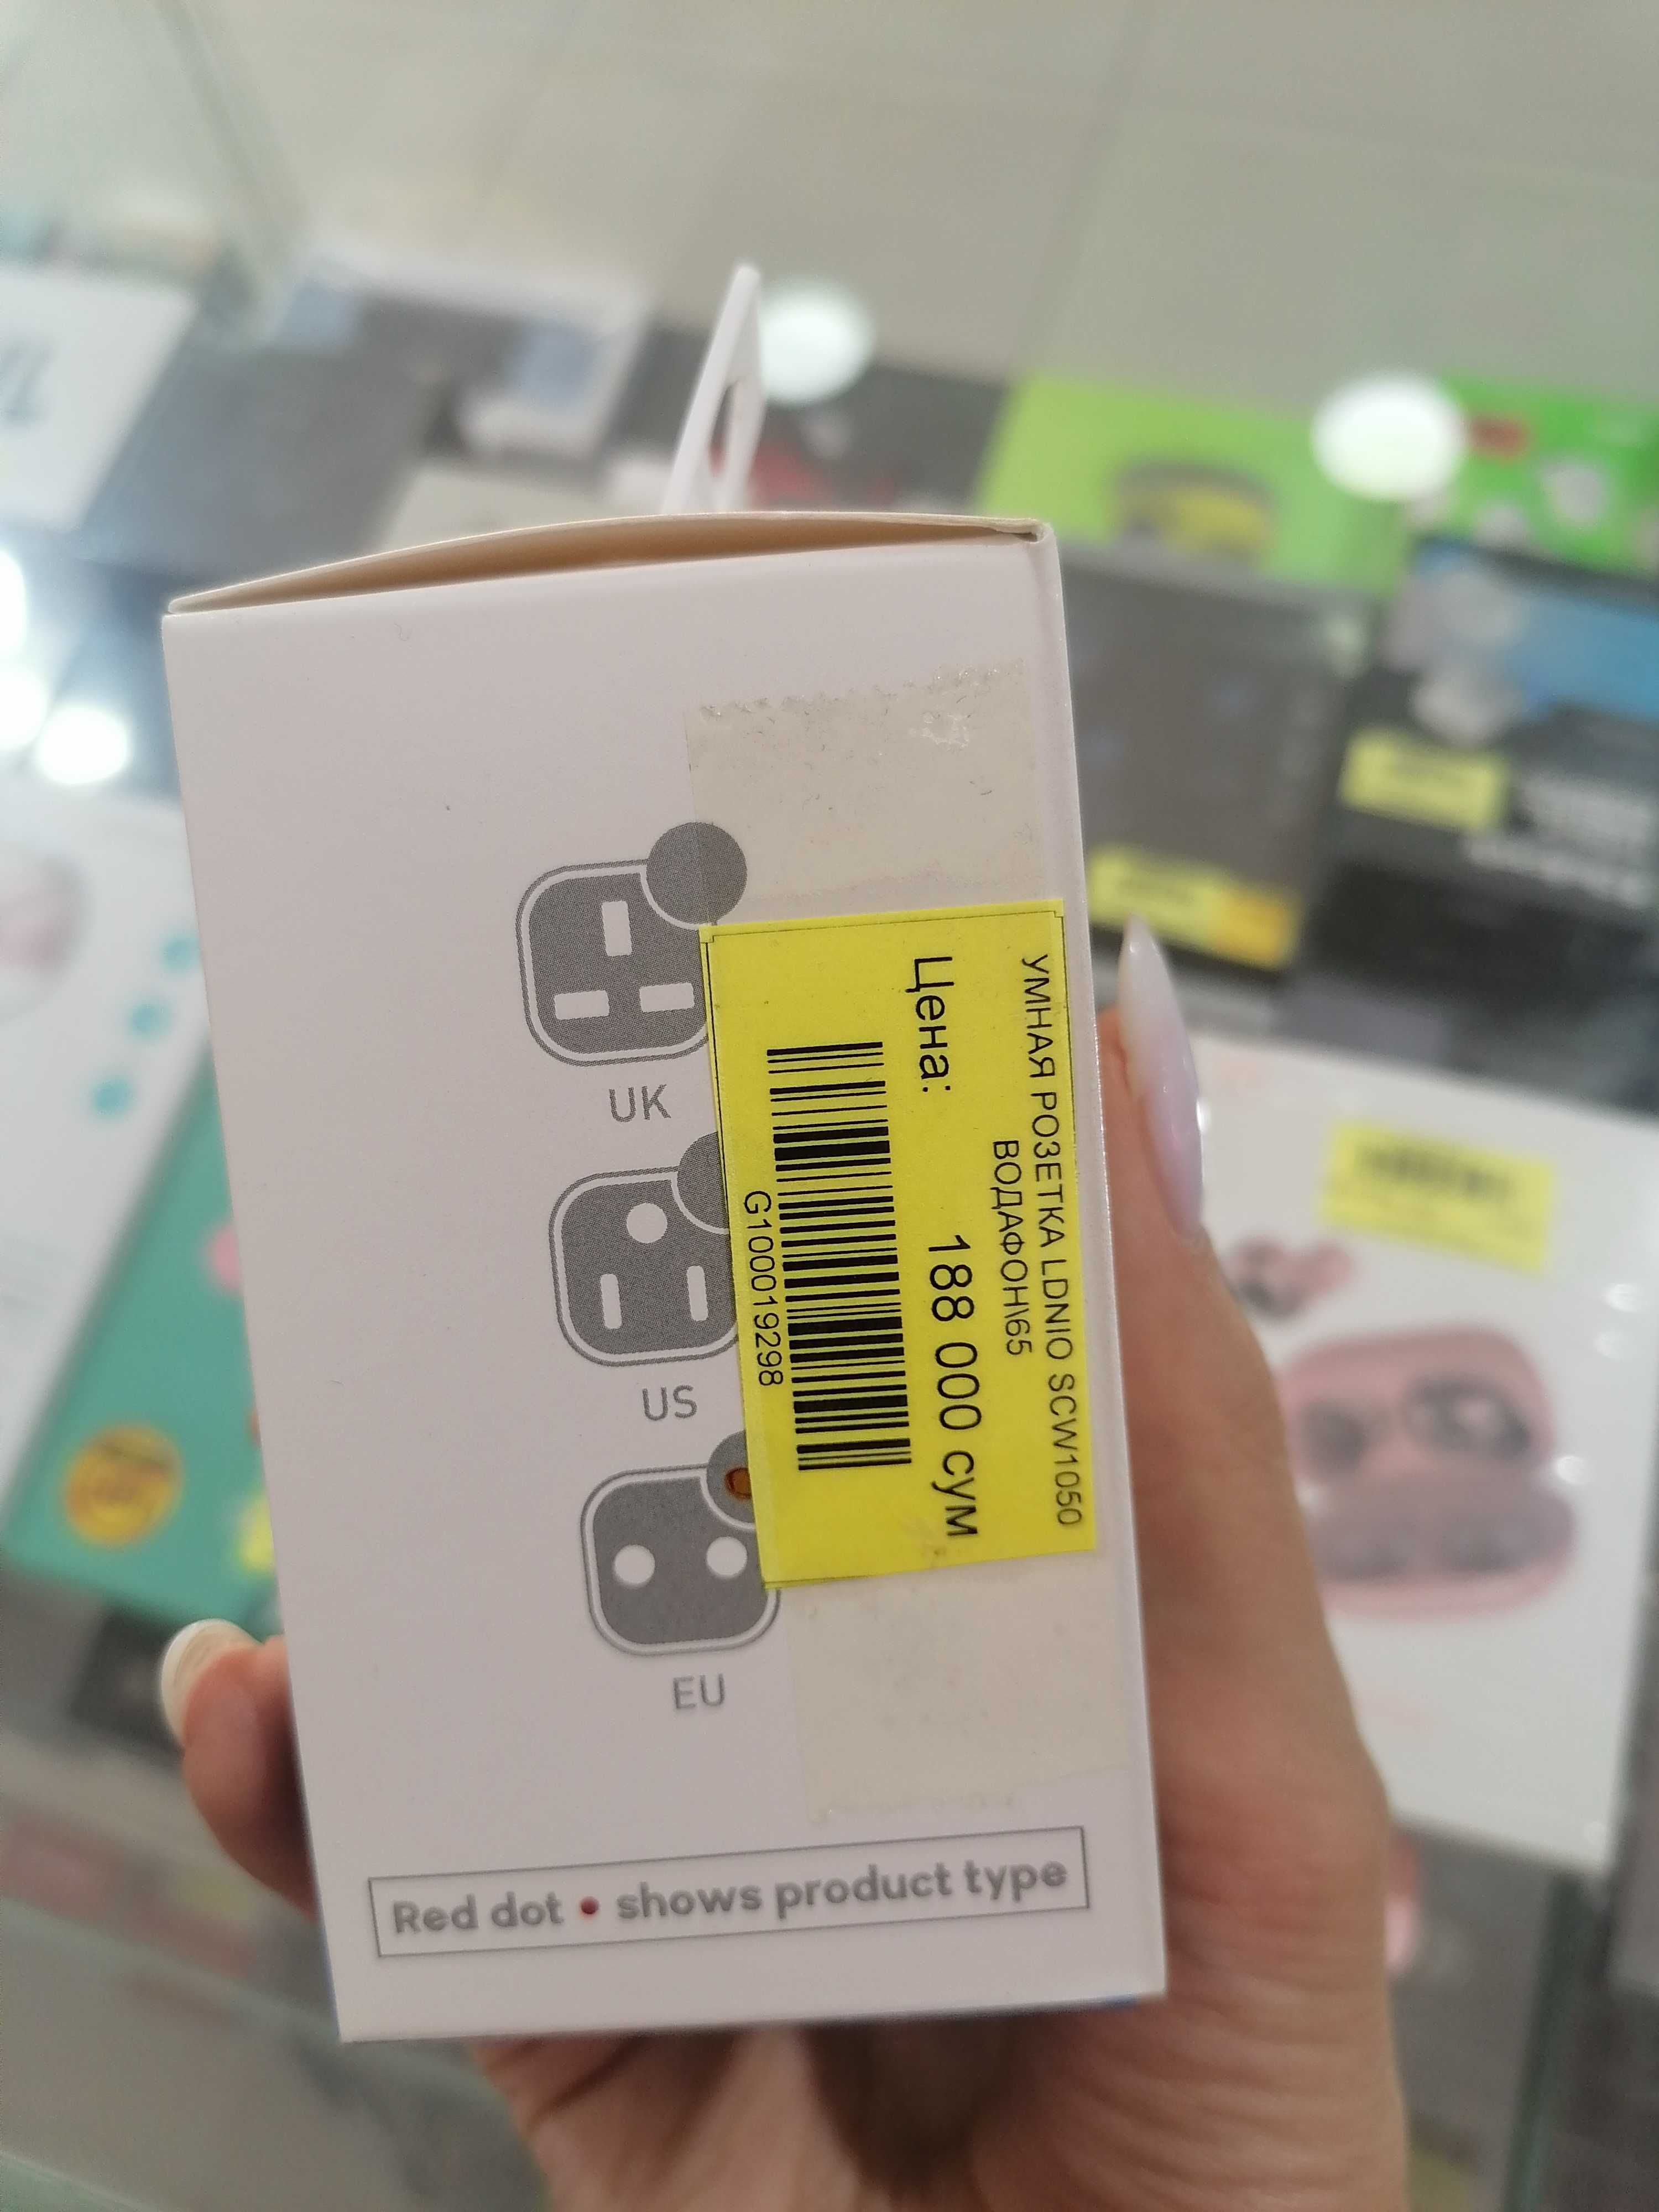 УМНАЯ РОЗЕТКА LDNIO SCW1050
ВОДАФОН\65
Цена: 188 000 сум
G100019298
UK
US
EU
Red dot • shows product type